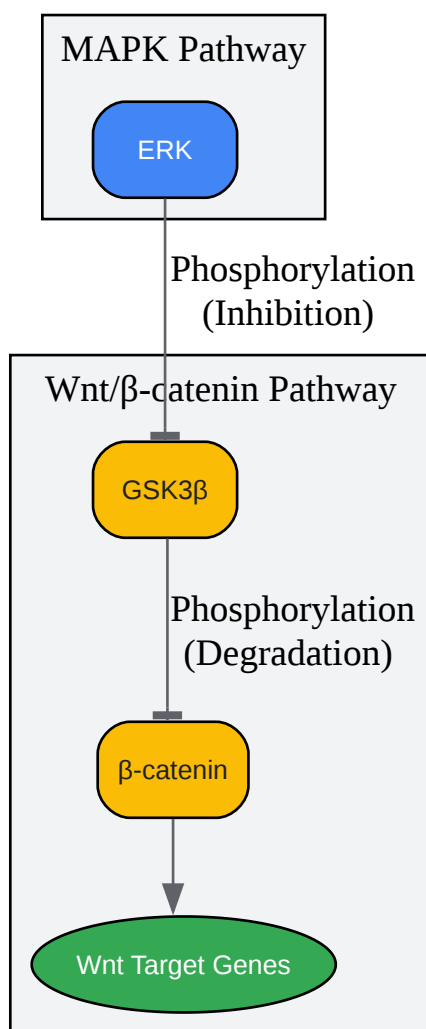 MAPK Pathway
ERK
Phosphorylation
(Inhibition)
Wnt/β-catenin Pathway
GSK3β
Phosphorylation
(Degradation)
β-catenin
Wnt Target Genes